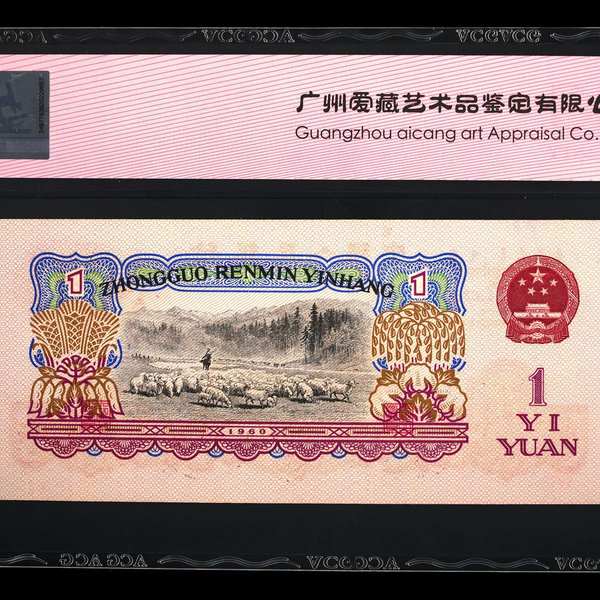 广州爱藏艺术品鉴定有限
Guangzhou aicang art Appraisal Co.
ZHONGGUO RENMIN YINHANG
1
1
1
YI
YUAN
1960